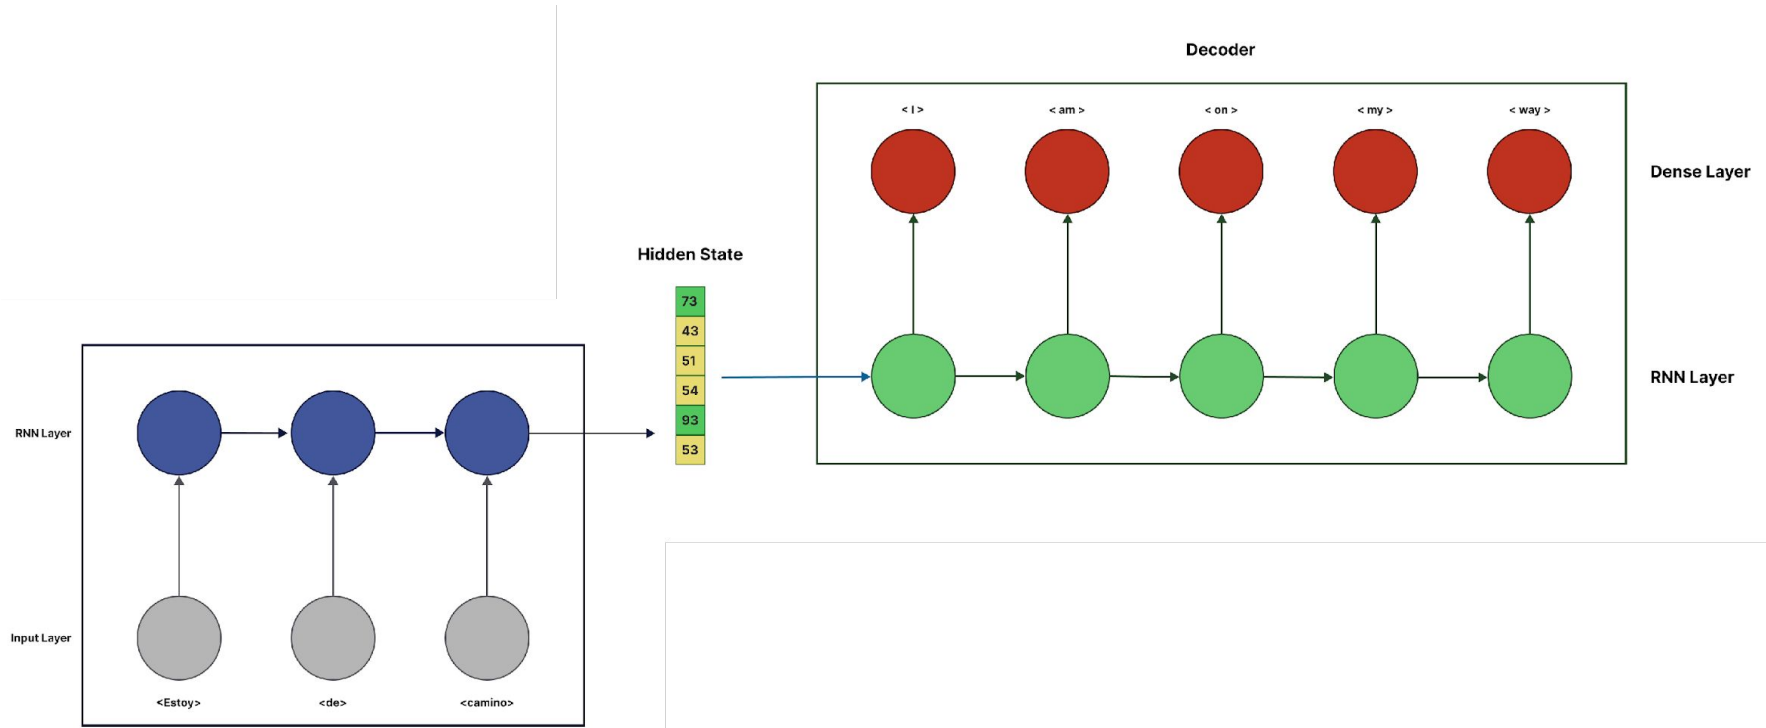 Decoder
< I >
< am >
< on >
< my >
< way >
Dense Layer
Hidden State
73
43
51
54
93
53
RNN Layer
RNN Layer
Input Layer
<Estoy>
<de>
<camino>